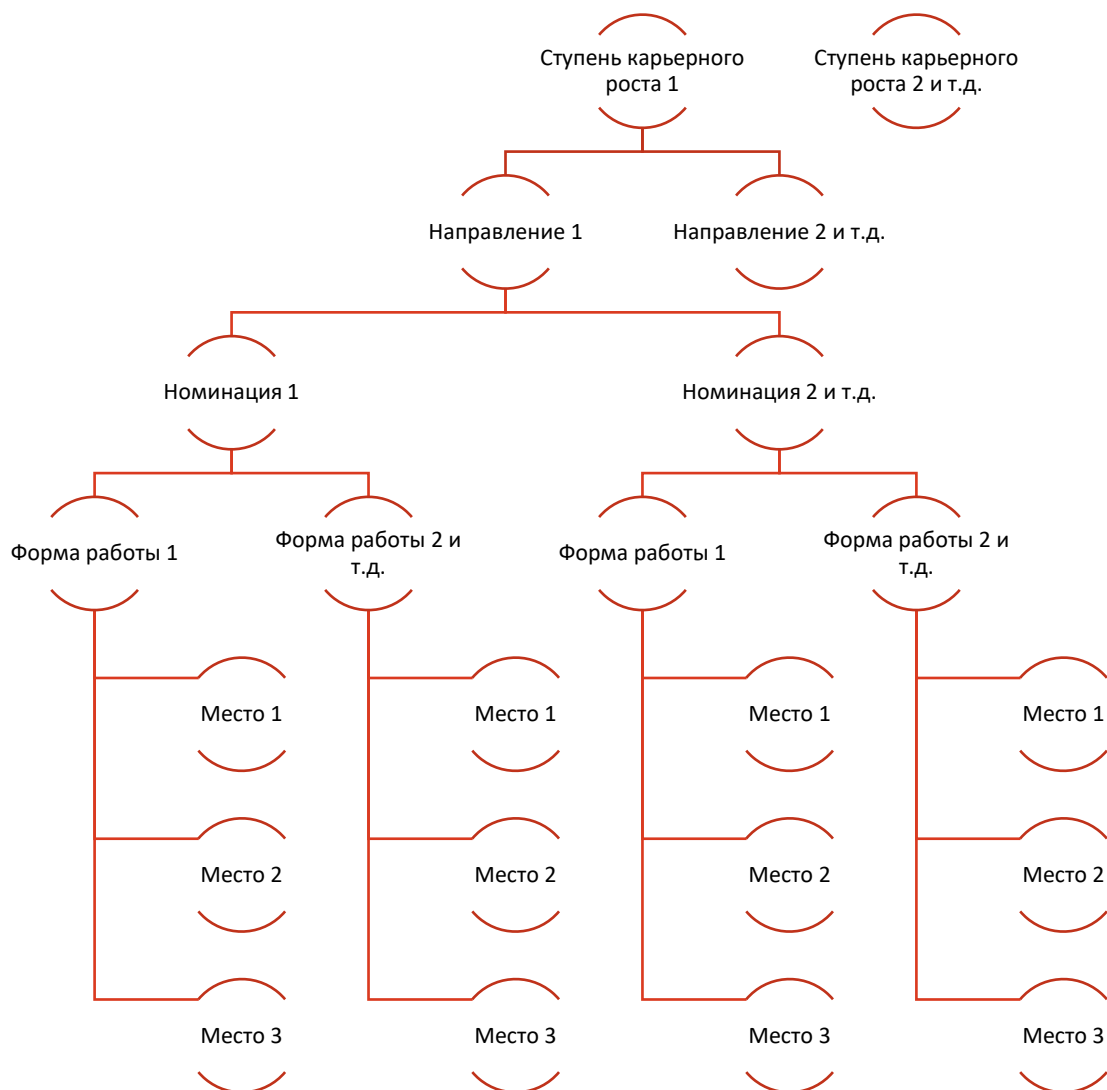 Ступень карьерного
роста 1
Ступень карьерного
роста 2 и т.д.
Направление 1
Направление 2 и т.д.
Номинация 1
Номинация 2 и т.д.
Форма работы 1
Форма работы 2 и
т.д.
Форма работы 1
Форма работы 2 и
т.д.
Место 1
Место 1
Место 1
Место 1
Место 2
Место 2
Место 2
Место 2
Место 3
Место 3
Место 3
Место 3